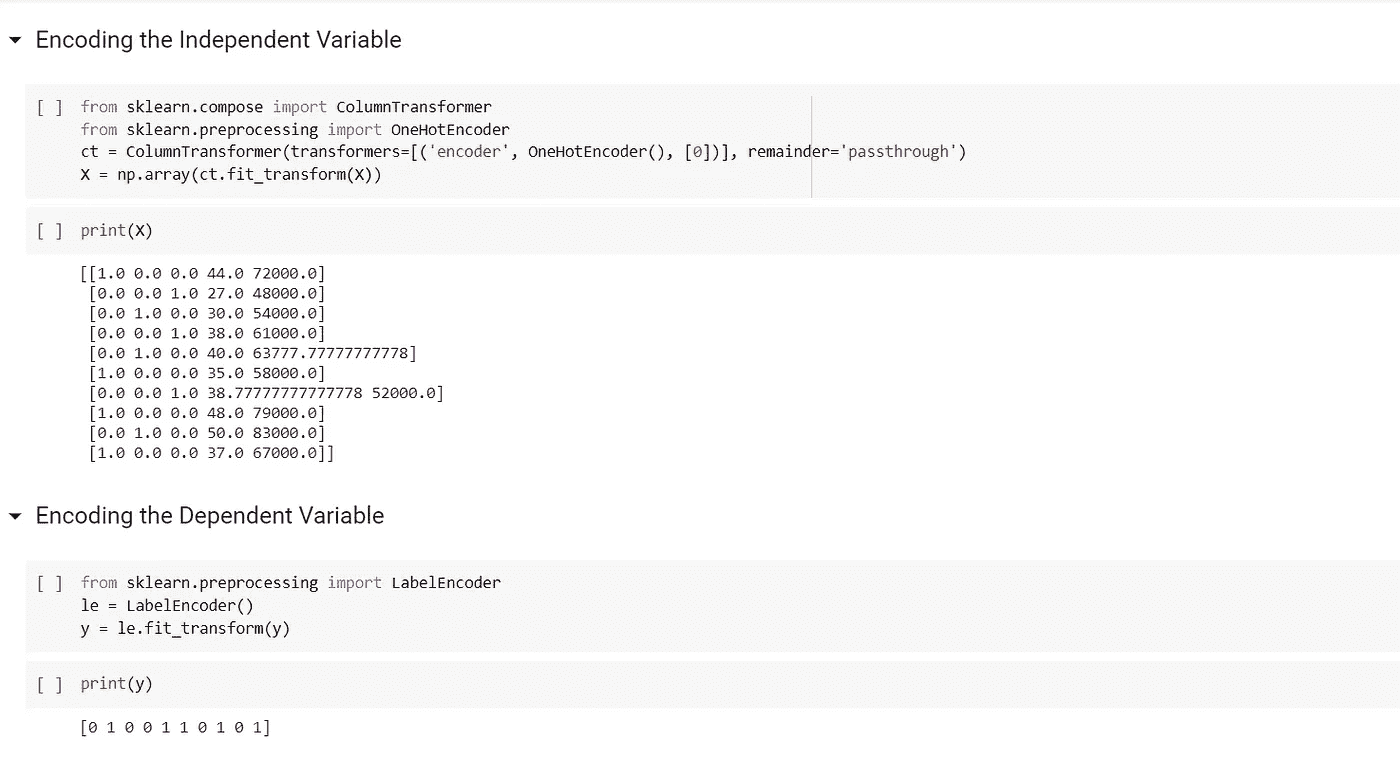 Encoding the Independent Variable
[ ] from sklearn.compose import ColumnTransformer
from sklearn.preprocessing import OneHotEncoder
ct = ColumnTransformer(transformers=[('encoder', OneHotEncoder(), [0])], remainder='passthrough')
X = np.array(ct.fit_transform(X))
[ ] print(X)
[[1.0 0.0 0.0 44.0 72000.0]
[0.0 0.0 1.0 27.0 48000.0]
[0.0 1.0 0.0 30.0 54000.0]
[0.0 0.0 1.0 38.0 61000.0]
[0.0 1.0 0.0 40.0 63777.77777777778]
[1.0 0.0 0.0 35.0 58000.0]
[0.0 0.0 1.0 38.77777777777778 52000.0]
[1.0 0.0 0.0 48.0 79000.0]
[0.0 1.0 0.0 50.0 83000.0]
[1.0 0.0 0.0 37.0 67000.0]]
Encoding the Dependent Variable
[ ] from sklearn.preprocessing import LabelEncoder
le = LabelEncoder()
y = le.fit_transform(y)
[ ] print(y)
[0 1 0 0 1 1 0 1 0 1]